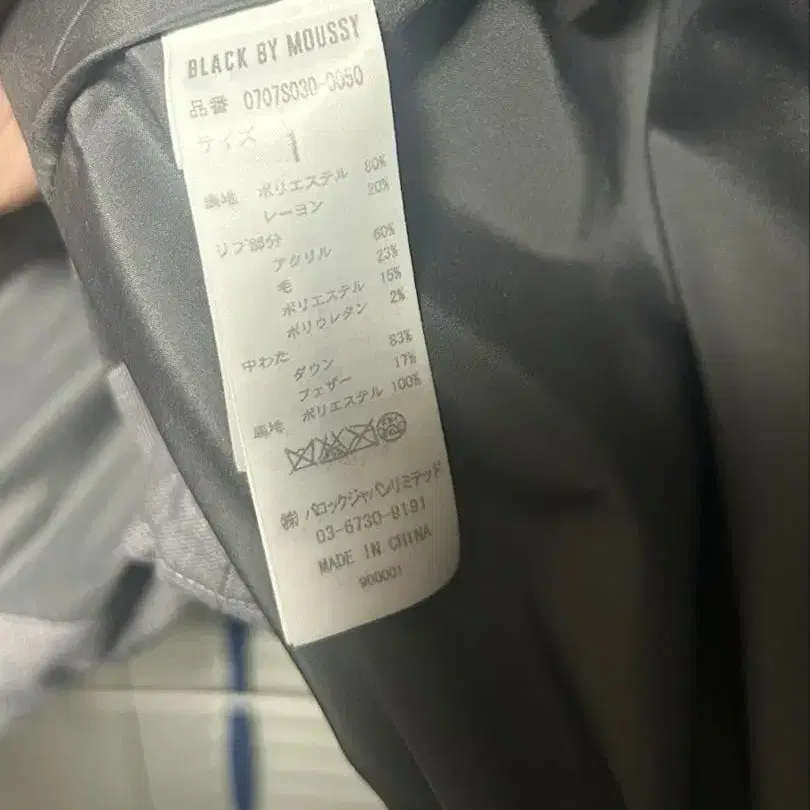 BLACK BY MOUSSY
品番 0707S030-0050
サイズ 1
表地 ポリエステル 80%
レーヨン 20%
リブ部分
アクリル 60%
毛 23%
ポリエステル 15%
ポリウレタン 2%
中わた
ダウン 83%
フェザー 17%
裏地 ポリエステル 100%
㈱バロックジャパンリミテッド
03-6730-9191
MADE IN CHINA
900001